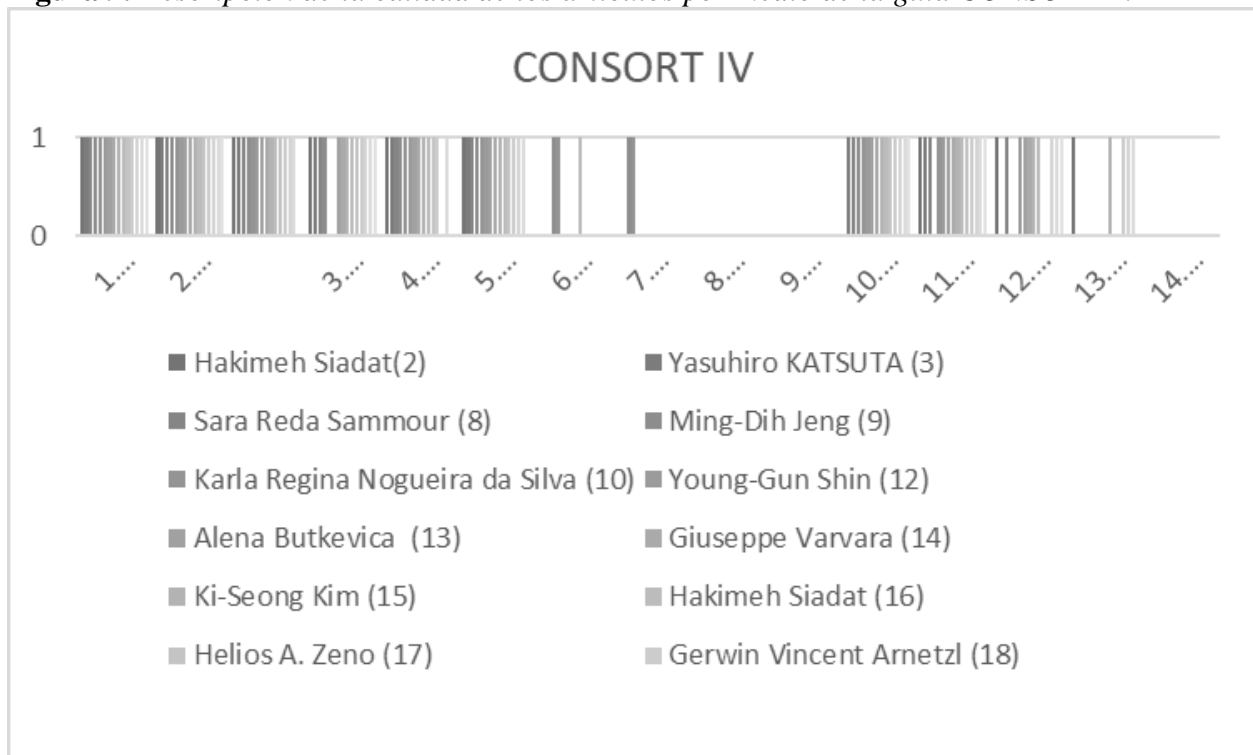 CONSORT IV
1
0
1.... 2.... 3.... 4.... 5.... 6.... 7.... 8.... 9.... 10.... 11.... 12.... 13.... 14....
Hakimeh Siadat(2) Yasuhiro KATSUTA (3)
Sara Reda Sammour (8) Ming-Dih Jeng (9)
Karla Regina Nogueira da Silva (10) Young-Gun Shin (12)
Alena Butkevica (13) Giuseppe Varvara (14)
Ki-Seong Kim (15) Hakimeh Siadat (16)
Helios A. Zeno (17) Gerwin Vincent Arnetzl (18)